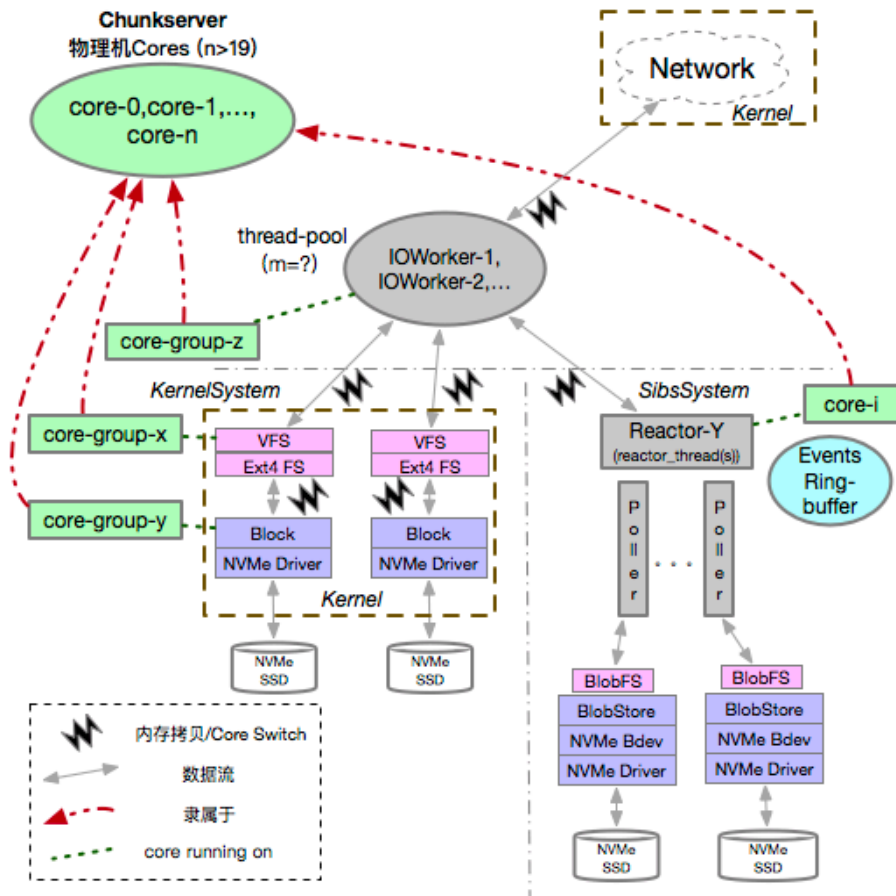 Chunkserver
物理机Cores (n>19)
core-0,core-1,...,
core-n
Network
Kernel
thread-pool
(m=?)
IOWorker-1,
IOWorker-2,...
core-group-z
KernelSystem
SibsSystem
core-i
core-group-x
VFS
Ext4 FS
VFS
Ext4 FS
Reactor-Y
(reactor_thread(s))
Events
Ring-
buffer
core-group-y
Block
NVMe Driver
Block
NVMe Driver
Kernel
Poller
...
Poller
NVMe
SSD
NVMe
SSD
BlobFS
BlobStore
NVMe Bdev
NVMe Driver
BlobFS
BlobStore
NVMe Bdev
NVMe Driver
NVMe
SSD
NVMe
SSD
内存拷贝/Core Switch
数据流
隶属于
core running on